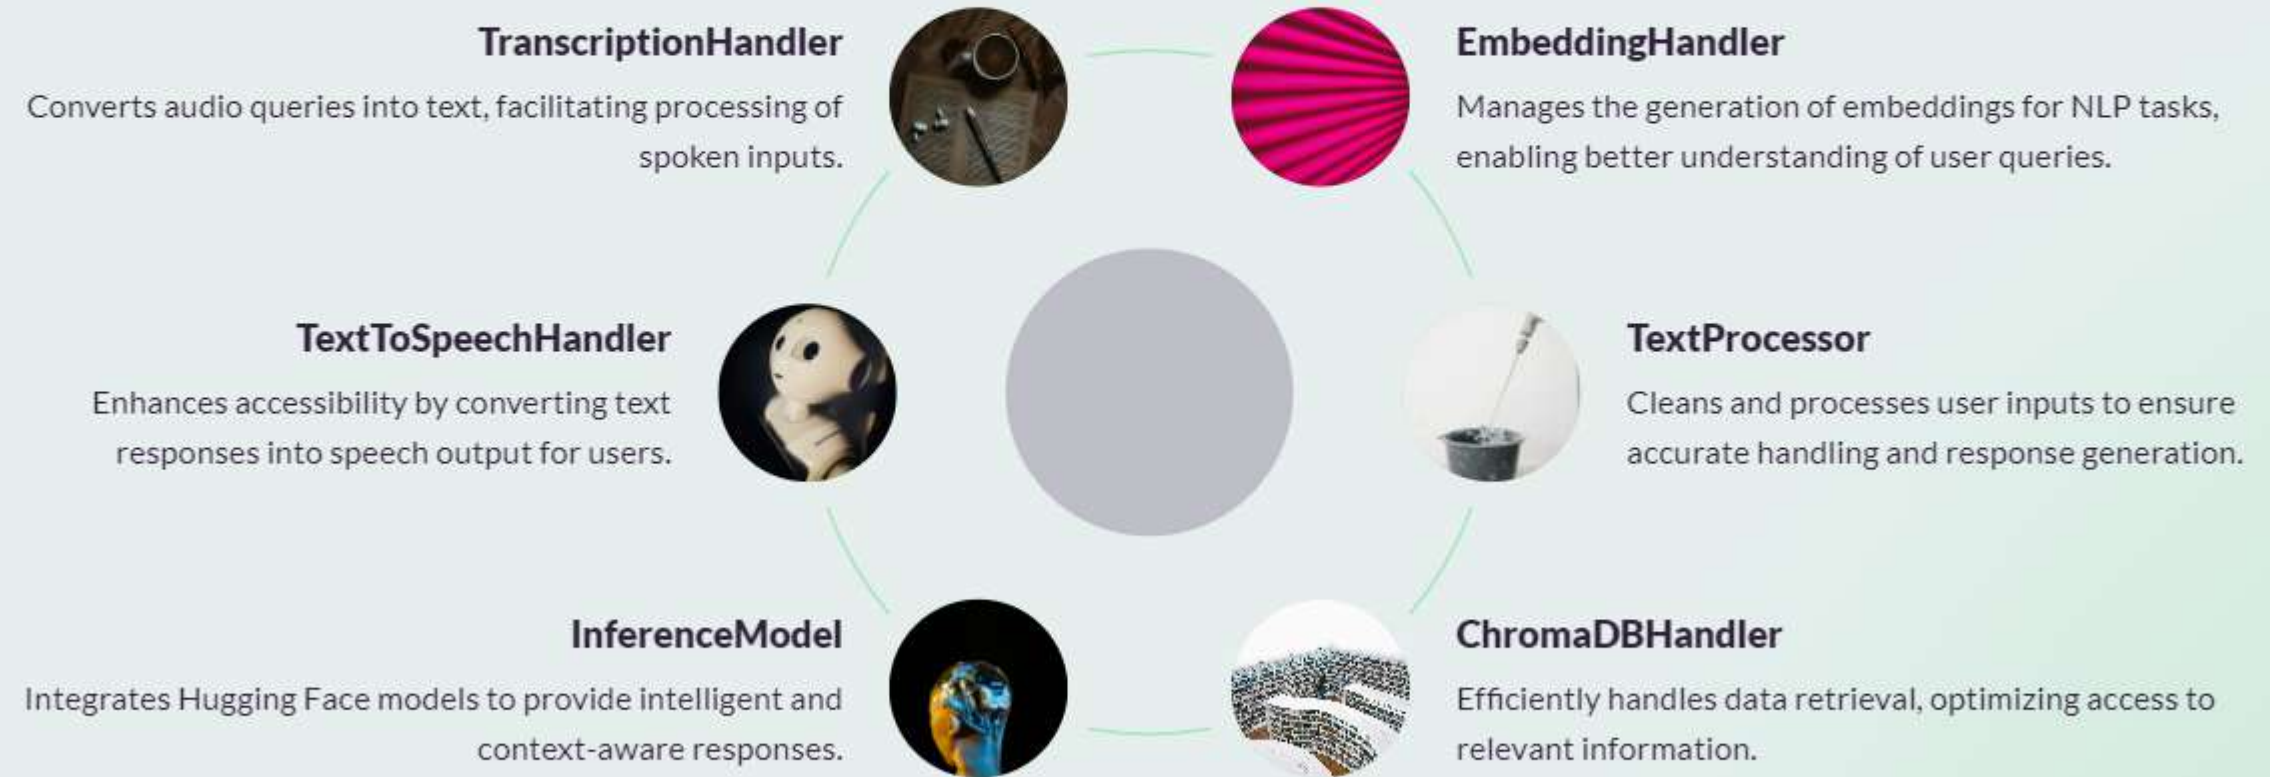 TranscriptionHandler
Converts audio queries into text, facilitating processing of
spoken inputs.
EmbeddingHandler
Manages the generation of embeddings for NLP tasks,
enabling better understanding of user queries.
TextToSpeechHandler
Enhances accessibility by converting text
responses into speech output for users.
TextProcessor
Cleans and processes user inputs to ensure
accurate handling and response generation.
InferenceModel
Integrates Hugging Face models to provide intelligent and
context-aware responses.
ChromaDBHandler
Efficiently handles data retrieval, optimizing access to
relevant information.